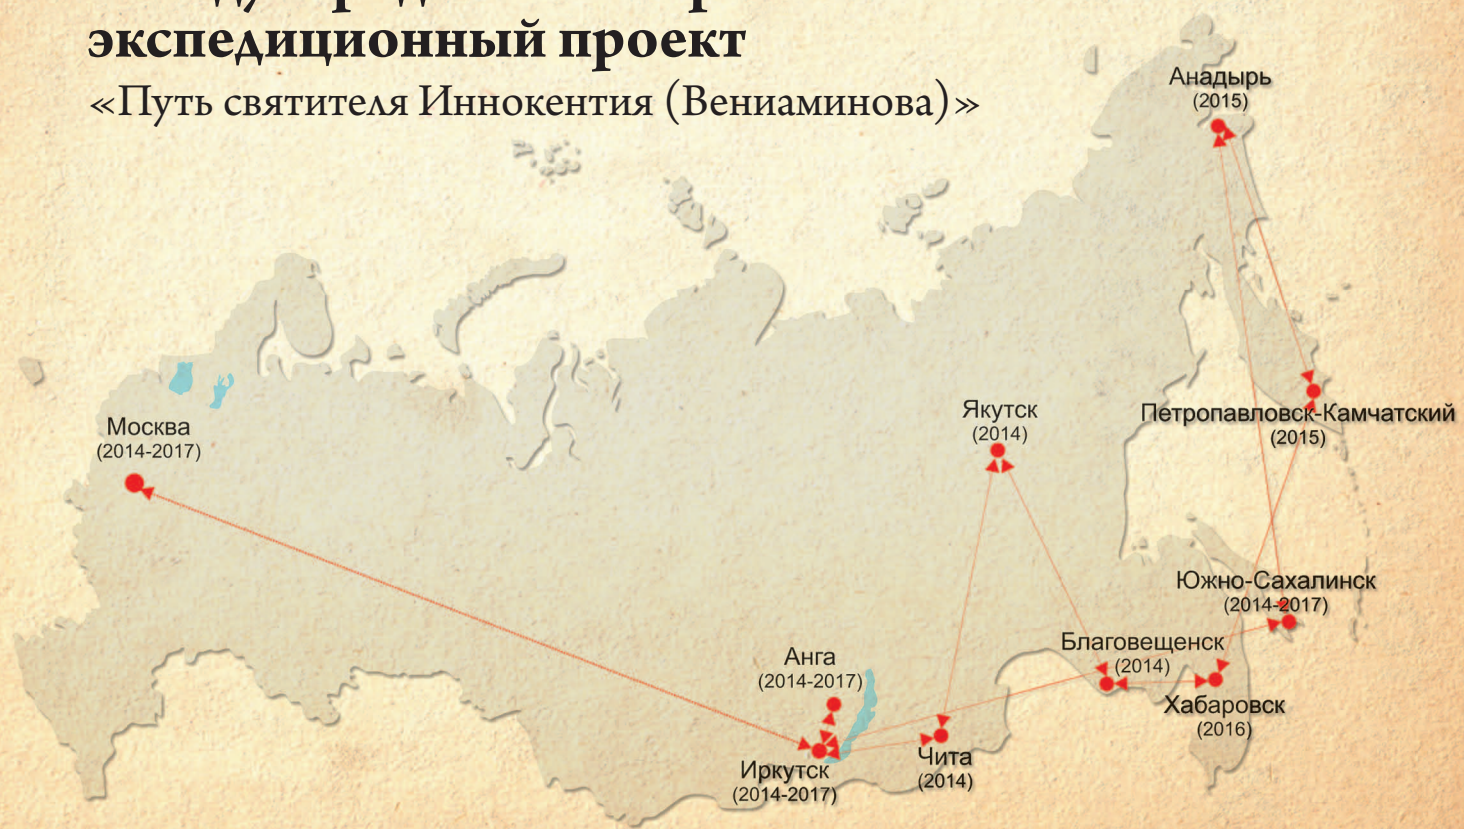 экспедиционный проект
«Путь святителя Иннокентия (Вениаминова)»
Анадырь
(2015)
Якутск
(2014)
Петропавловск-Камчатский
(2015)
Москва
(2014-2017)
Южно-Сахалинск
(2014-2017)
Благовещенск
(2014)
Анга
(2014-2017)
Хабаровск
(2016)
Чита
(2014)
Иркутск
(2014-2017)